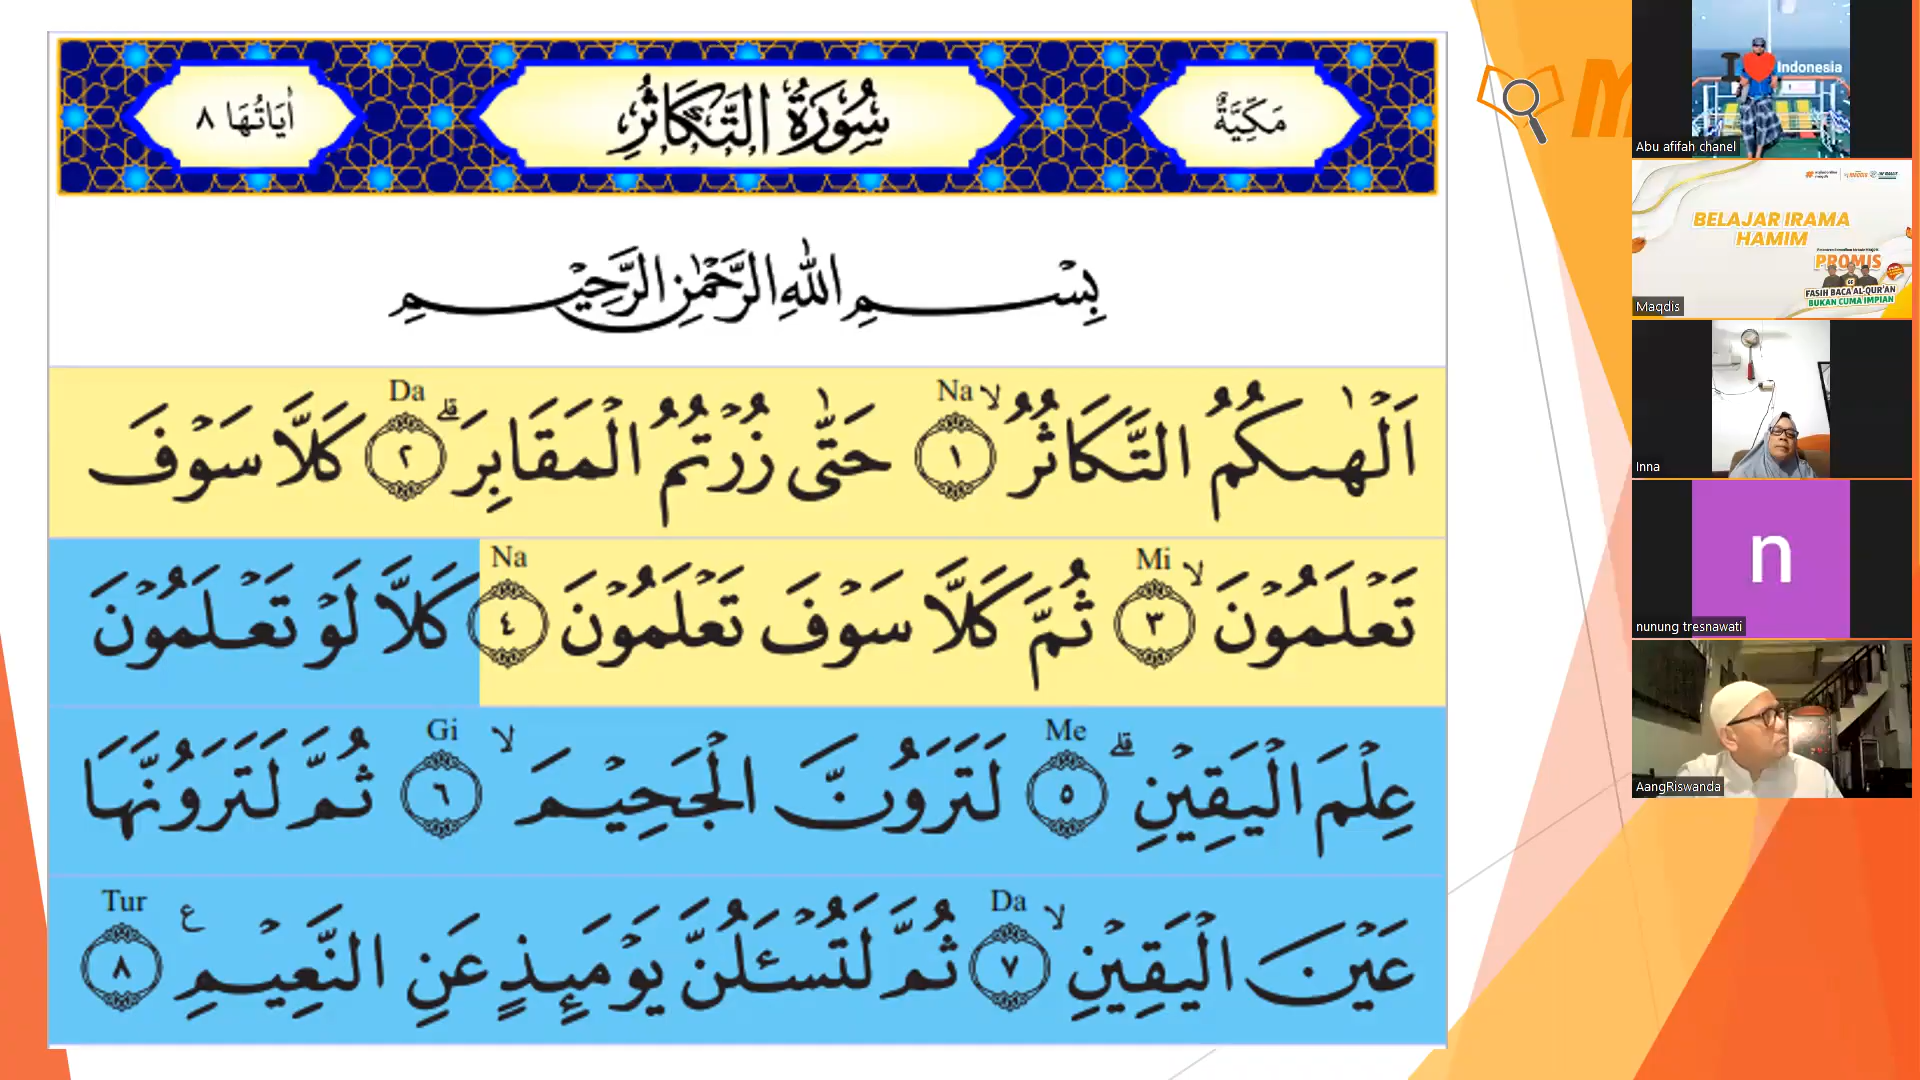 مَكِّيَّةٌ
سُورَةُ التَّكَاثُرِ
اٰيَاتُهَا ٨
بِسْمِ اللّٰهِ الرَّحْمٰنِ الرَّحِيْمِ
Na Da
اَلْهٰىكُمُ التَّكَاثُرُۙ ١ حَتّٰى زُرْتُمُ الْمَقَابِرَۗ ٢ كَلَّا سَوْفَ
Mi Na
تَعْلَمُوْنَۙ ٣ ثُمَّ كَلَّا سَوْفَ تَعْلَمُوْنَ ٤ كَلَّا لَوْ تَعْلَمُوْنَ
Me Gi
عِلْمَ الْيَقِيْنِۗ ٥ لَتَرَوُنَّ الْجَحِيْمَۙ ٦ ثُمَّ لَتَرَوُنَّهَا
Da Tur
عَيْنَ الْيَقِيْنِۙ ٧ ثُمَّ لَتُسْـَٔلُنَّ يَوْمَئِذٍ عَنِ النَّعِيْمِ ࣖ ٨
M
I Indonesia
Abu afifah chanel
BELAJAR IRAMA
HAMIM
PROMIS
FASIH BACA AL-QUR'AN
BUKAN CUMA IMPIAN
Maqdis
Inna
n
nunung tresnawati
AangRiswanda